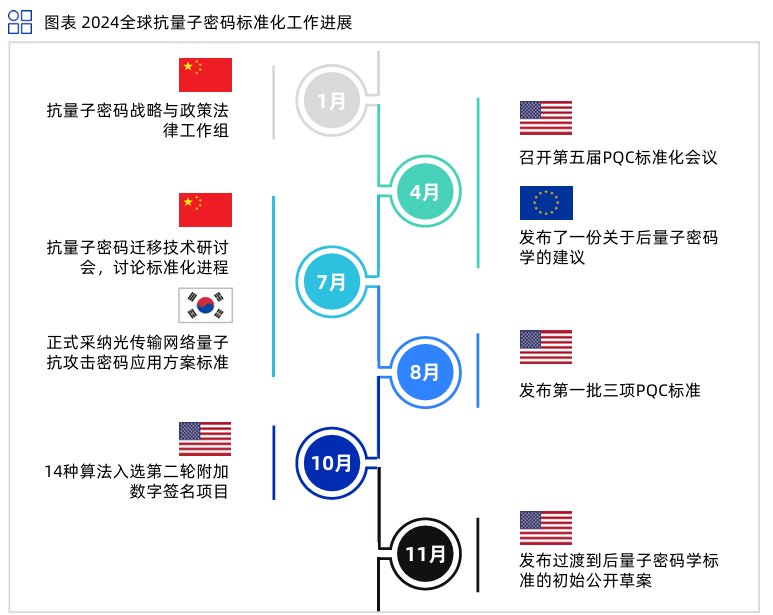 图表 2024全球抗量子密码标准化工作进展
1月
抗量子密码战略与政策法
律工作组
4月
召开第五届PQC标准化会议
发布了一份关于后量子密码
学的建议
7月
抗量子密码迁移技术研讨
会，讨论标准化进程
正式采纳光传输网络量子
抗攻击密码应用方案标准
8月
发布第一批三项PQC标准
10月
14种算法入选第二轮附加
数字签名项目
11月
发布过渡到后量子密码学标
准的初始公开草案